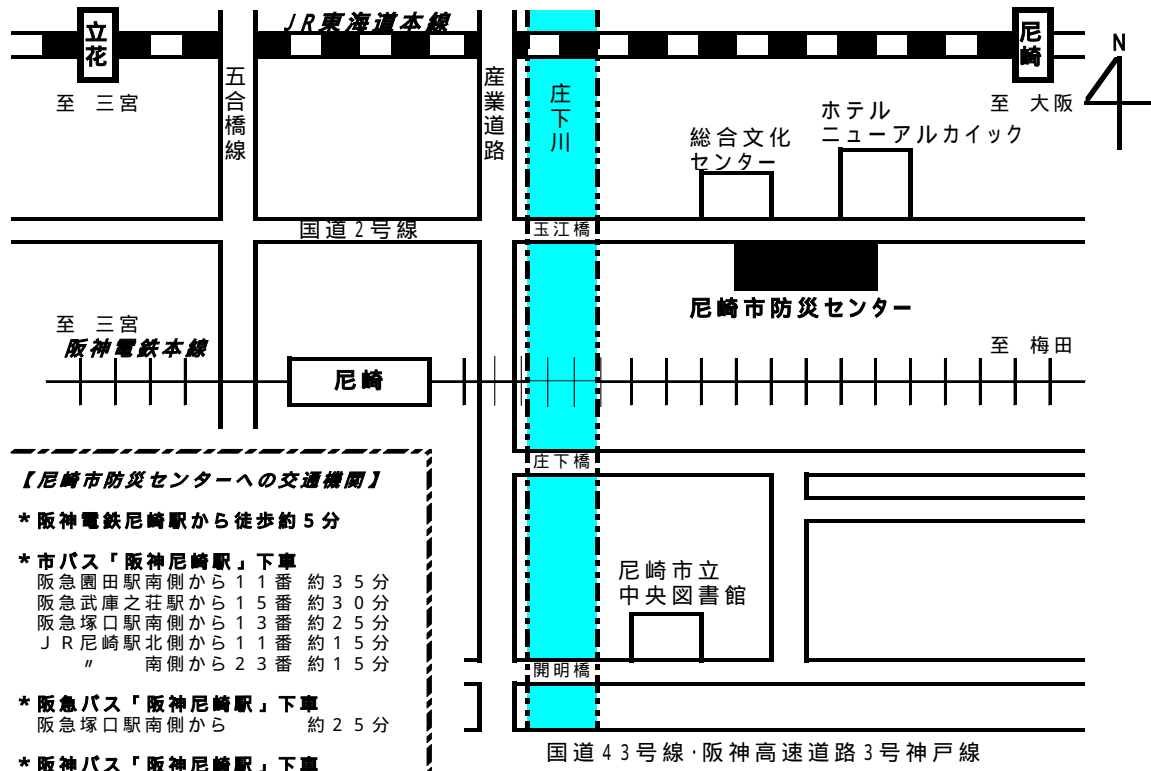 JR東海道本線
立花
尼崎
N
至 三宮
五合橋線
産業道路
庄下川
至 大阪
ホテル
ニューアルカイック
総合文化
センター
国道2号線
玉江橋
尼崎市防災センター
至 三宮
阪神電鉄本線
至 梅田
尼崎
庄下橋
【尼崎市防災センターへの交通機関】
*阪神電鉄尼崎駅から徒歩約5分
*市バス「阪神尼崎駅」下車
阪急園田駅南側から11番 約35分
阪急武庫之荘駅から15番 約30分
阪急塚口駅南側から13番 約25分
JR尼崎駅北側から11番 約15分
〃 南側から23番 約15分
*阪急バス「阪神尼崎駅」下車
阪急塚口駅南側から 約25分
*阪神バス「阪神尼崎駅」下車
尼崎市立
中央図書館
開明橋
国道43号線・阪神高速道路3号神戸線